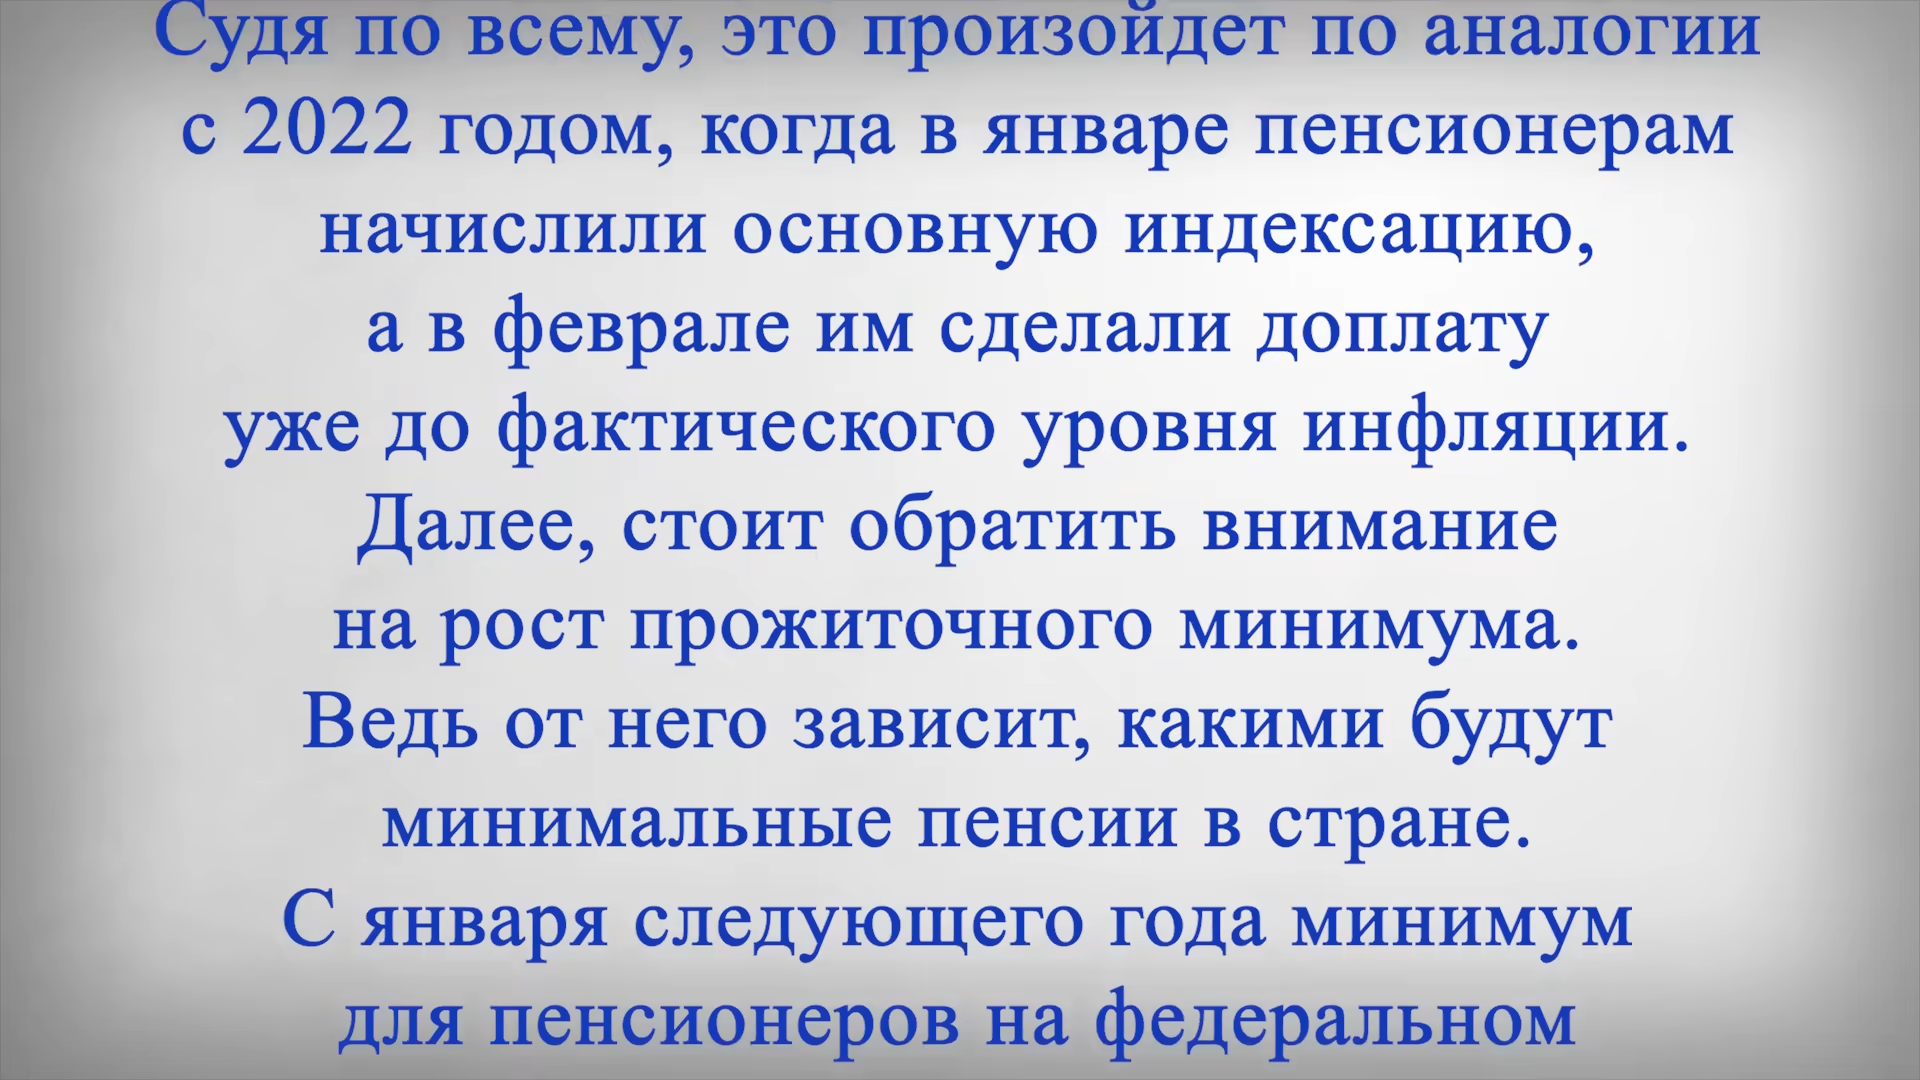 Судя по всему, это произойдет по аналогии
с 2022 годом, когда в январе пенсионерам
начислили основную индексацию,
а в феврале им сделали доплату
уже до фактического уровня инфляции.
Далее, стоит обратить внимание
на рост прожиточного минимума.
Ведь от него зависит, какими будут
минимальные пенсии в стране.
С января следующего года минимум
для пенсионеров на федеральном